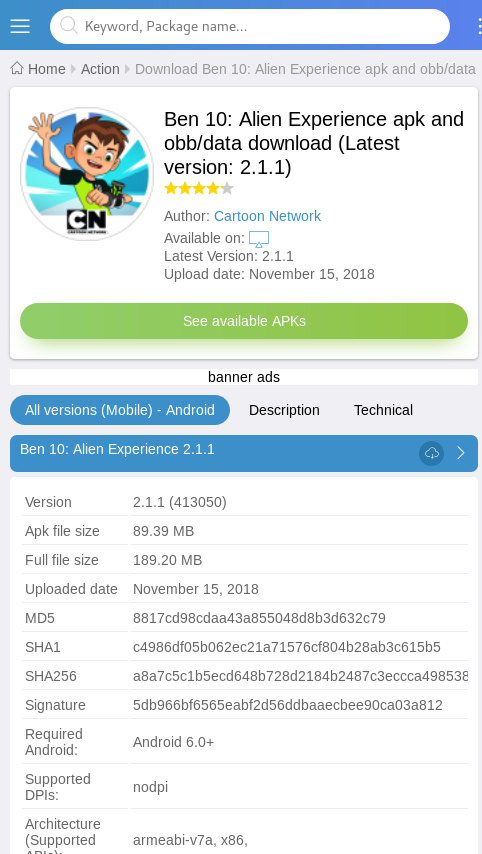 Keyword, Package name...
Home Action Download Ben 10: Alien Experience apk and obb/data
Ben 10: Alien Experience apk and
obb/data download (Latest
version: 2.1.1)
CN
CARTOON NETWORK
Author: Cartoon Network
Available on:
Latest Version: 2.1.1
Upload date: November 15, 2018
See available APKs
banner ads
All versions (Mobile) - Android Description Technical
Ben 10: Alien Experience 2.1.1
Version 2.1.1 (413050)
Apk file size 89.39 MB
Full file size 189.20 MB
Uploaded date November 15, 2018
MD5 8817cd98cdaa43a855048d8b3d632c79
SHA1 c4986df05b062ec21a71576cf804b28ab3c615b5
SHA256 a8a7c5c1b5ecd648b728d2184b2487c3eccca498538
Signature 5db966bf6565eabf2d56ddbaaecbee90ca03a812
Required
Android: Android 6.0+
Supported
DPIs: nodpi
Architecture
(Supported armeabi-v7a, x86,
APIs):